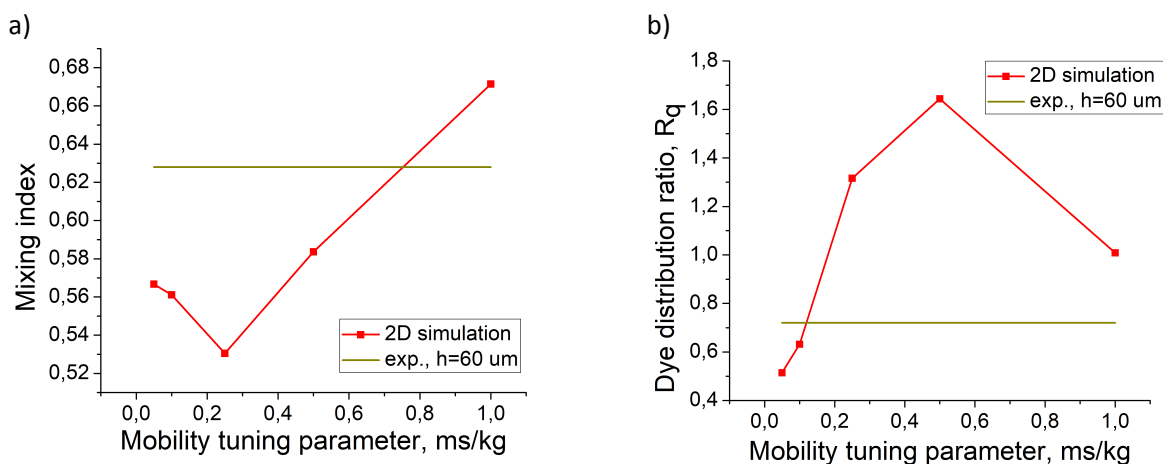 a)
Mixing index
0,68
0,66
0,64
0,62
0,60
0,58
0,56
0,54
0,52
2D simulation
exp., h=60 um
0,0 0,2 0,4 0,6 0,8 1,0
Mobility tuning parameter, ms/kg
b)
Dye distribution ratio, Rq
1,8
1,6
1,4
1,2
1,0
0,8
0,6
0,4
2D simulation
exp., h=60 um
0,0 0,2 0,4 0,6 0,8 1,0
Mobility tuning parameter, ms/kg